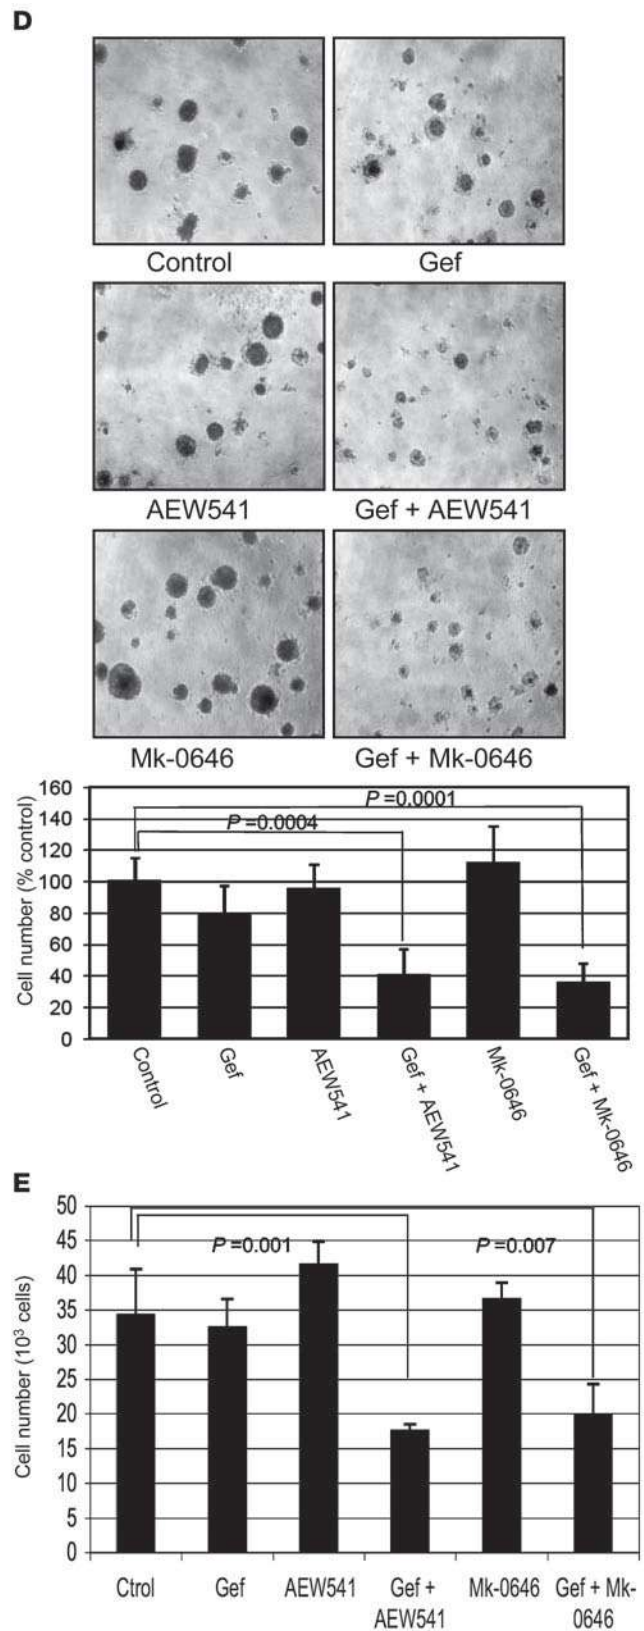 D
Control Gef
AEW541 Gef + AEW541
Mk-0646 Gef + Mk-0646
Cell number (% control)
160
140
120
100
80
60
40
20
0
P =0.0001
P =0.0004
Control Gef AEW541 Gef + AEW541 Mk-0646 Gef + Mk-0646
E
Cell number (10³ cells)
50
45
40
35
30
25
20
15
10
5
0
P =0.001 P =0.007
Ctrol Gef AEW541 Gef + Mk-0646 Gef + Mk-
AEW541 0646